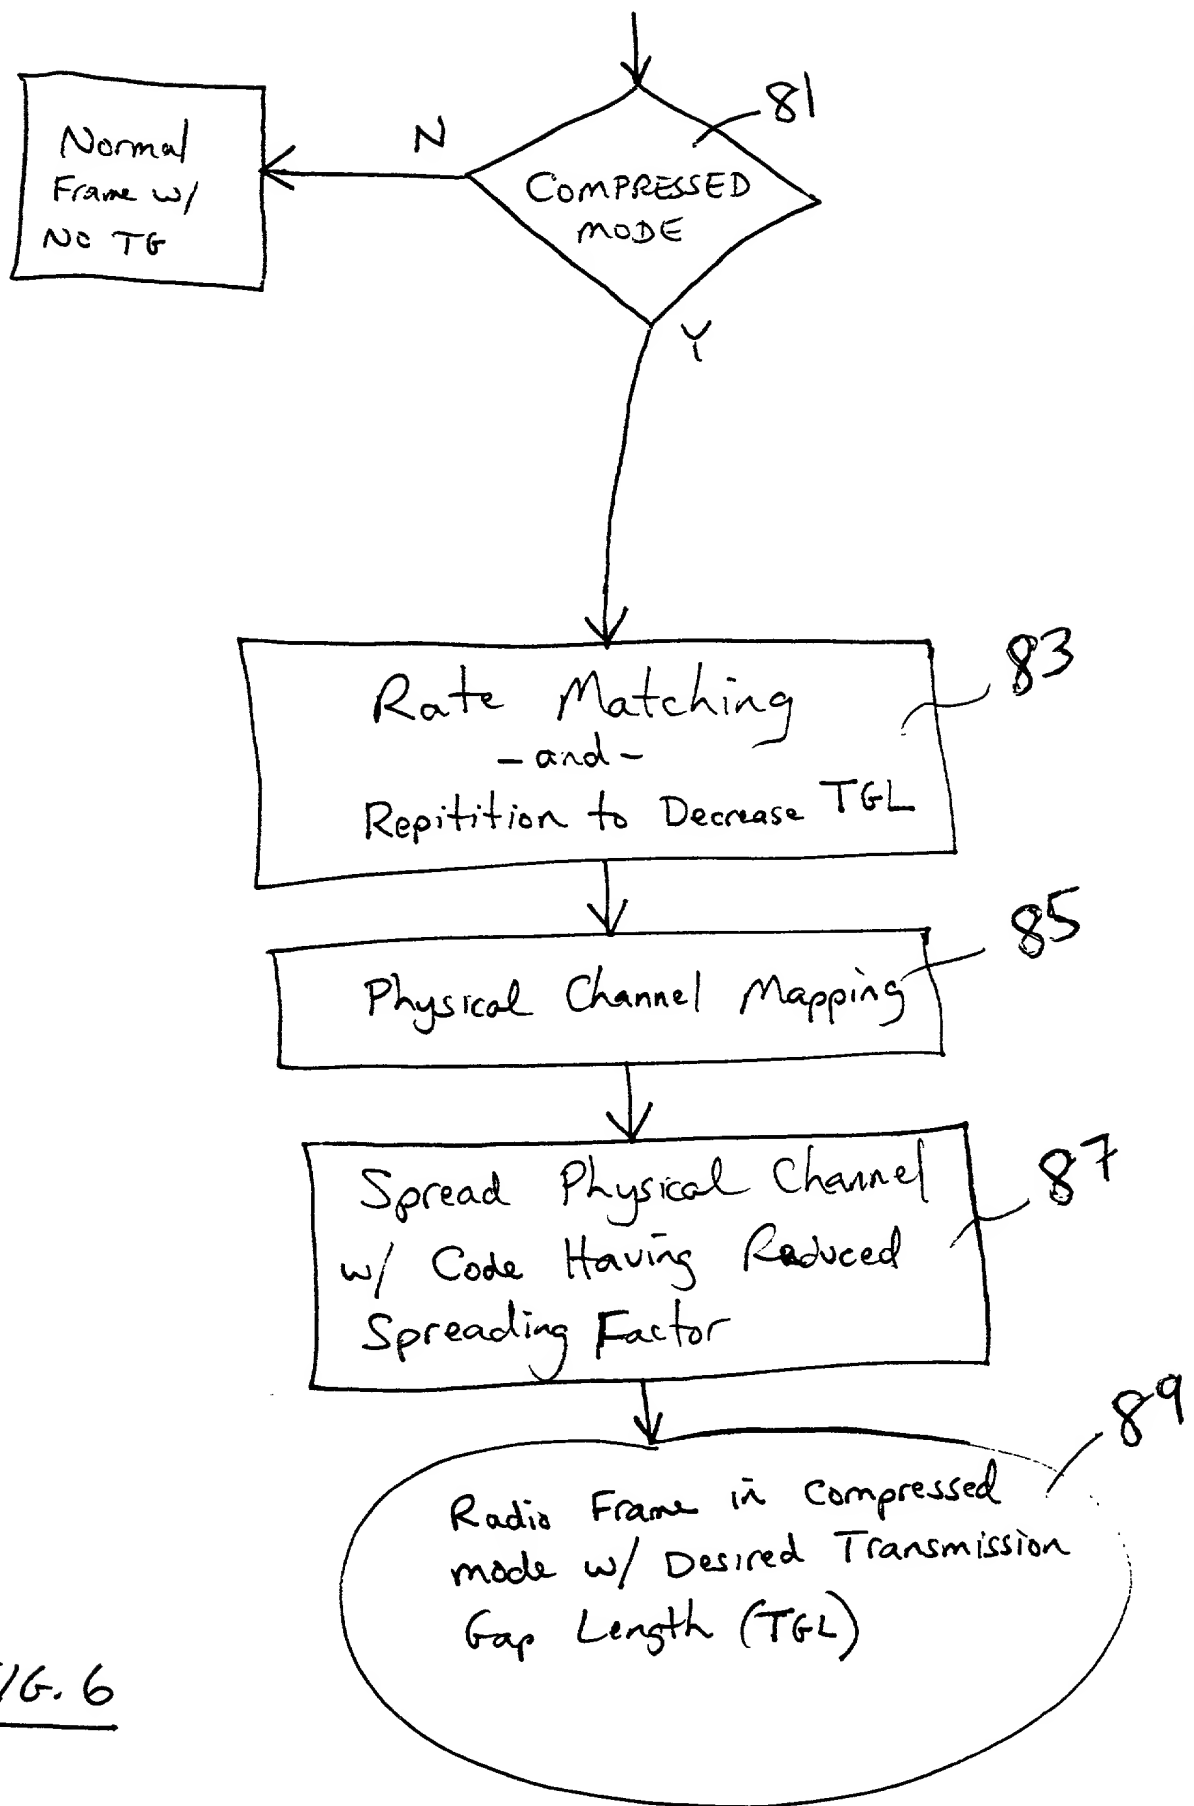 81
N
Normal
Frame w/
NO TG
COMPRESSED
MODE
Y
83
Rate Matching
- and -
Repitition to Decrease TGL
85
Physical Channel Mapping
87
Spread Physical Channel
w/ Code Having Reduced
Spreading Factor
89
Radio Frame in Compressed
mode w/ Desired Transmission
Gap Length (TGL)
IG. 6